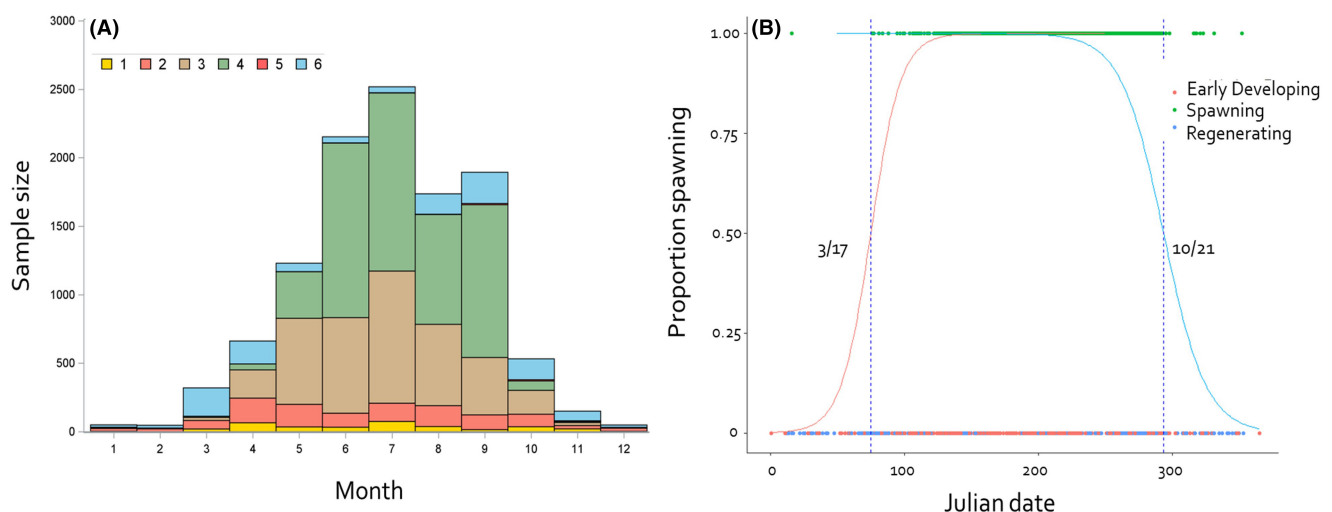 (A)
3000
2500
2000
1500
1000
500
0
Sample size
1 2 3 4 5 6
1 2 3 4 5 6 7 8 9 10 11 12
Month
(B)
1.00
0.75
0.50
0.25
0
Proportion spawning
3/17
10/21
Early Developing
Spawning
Regenerating
0 100 200 300
Julian date